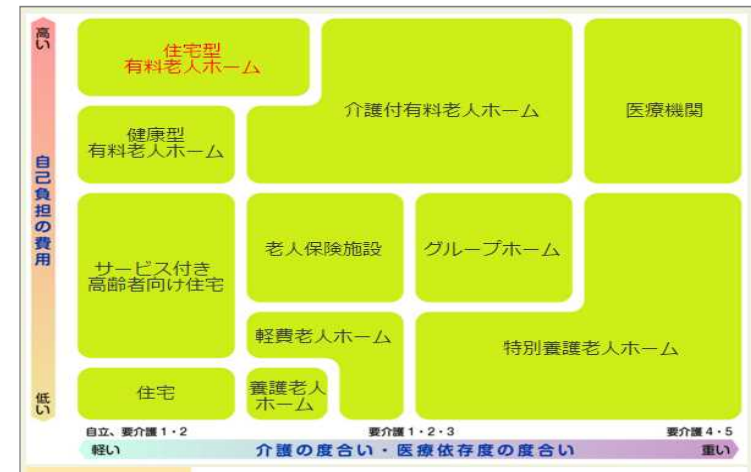 高い
住宅型
有料老人ホーム
介護付有料老人ホーム
医療機関
健康型
有料老人ホーム
自己負担の費用
老人保険施設
グループホーム
サービス付き
高齢者向け住宅
軽費老人ホーム
特別養護老人ホーム
住宅
養護老人
ホーム
低い
自立、要介護1・2
要介護1・2・3
要介護4・5
軽い
介護の度合い・医療依存度の度合い
重い